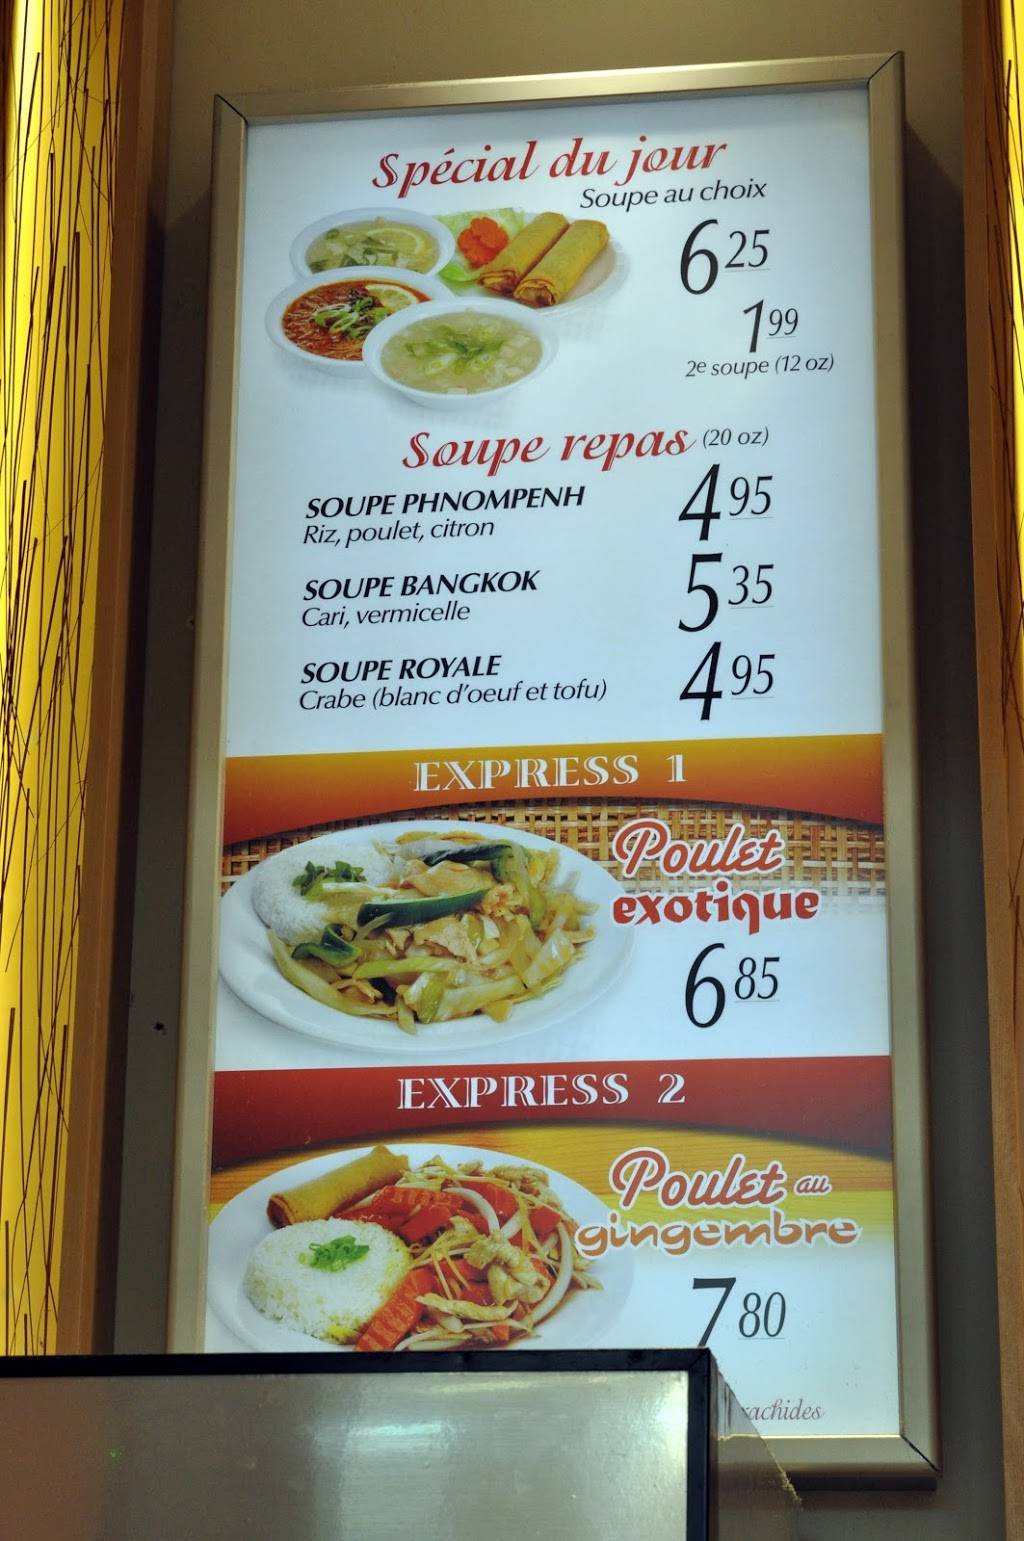 Spécial du jour
Soupe au choix
6 25
1 99
2e soupe (12 oz)
Soupe repas (20 oz)
SOUPE PHNOMPENH 4 95
Riz, poulet, citron
SOUPE BANGKOK 5 35
Cari, vermicelle
SOUPE ROYALE 4 95
Crabe (blanc d'oeuf et tofu)
EXPRESS 1
Poulet
exotique
6 85
EXPRESS 2
Poulet au
gingembre
7 80